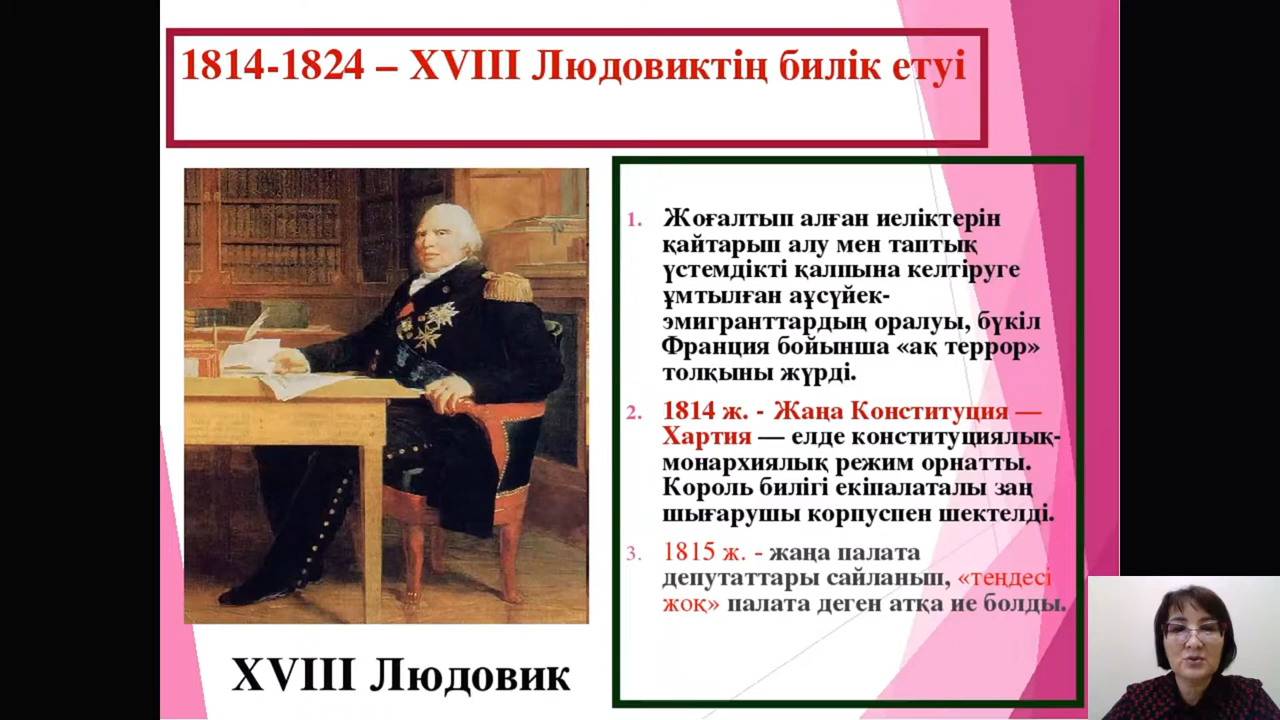 1814-1824 – XVIII Людовиктің билік етуі
1. Жоғалтып алған иеліктерін
қайтарып алу мен таптық
үстемдікті қалпына келтіруге
ұмтылған ақсүйек-
эмигранттардың оралуы, бүкіл
Франция бойынша «ақ террор»
толқыны жүрді.
2. 1814 ж. - Жаңа Конституция —
Хартия — елде конституциялық-
монархиялық режим орнатты.
Король билігі екіпалаталы заң
шығарушы корпуспен шектелді.
3. 1815 ж. - жаңа палата
депутаттары сайланып, «теңдесі
жоқ» палата деген атқа ие болды.
XVIII Людовик